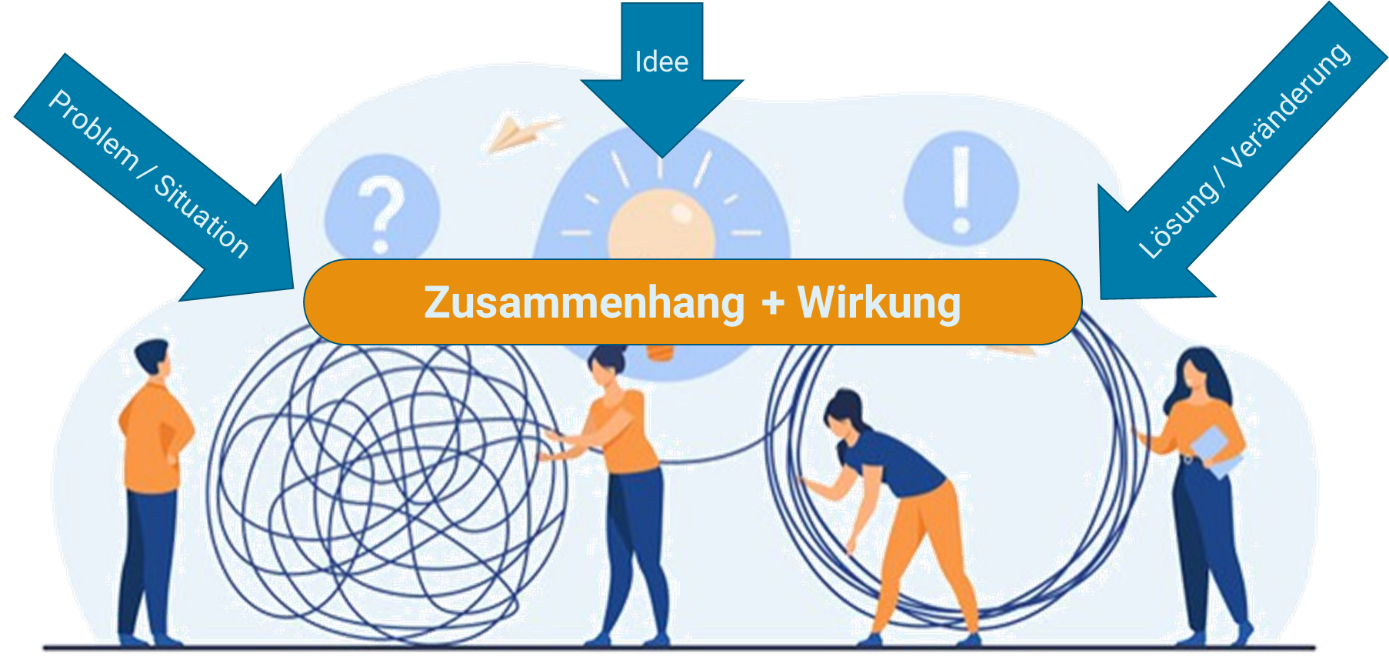 Idee
Problem / Situation
Lösung / Veränderung
?
!
Zusammenhang + Wirkung